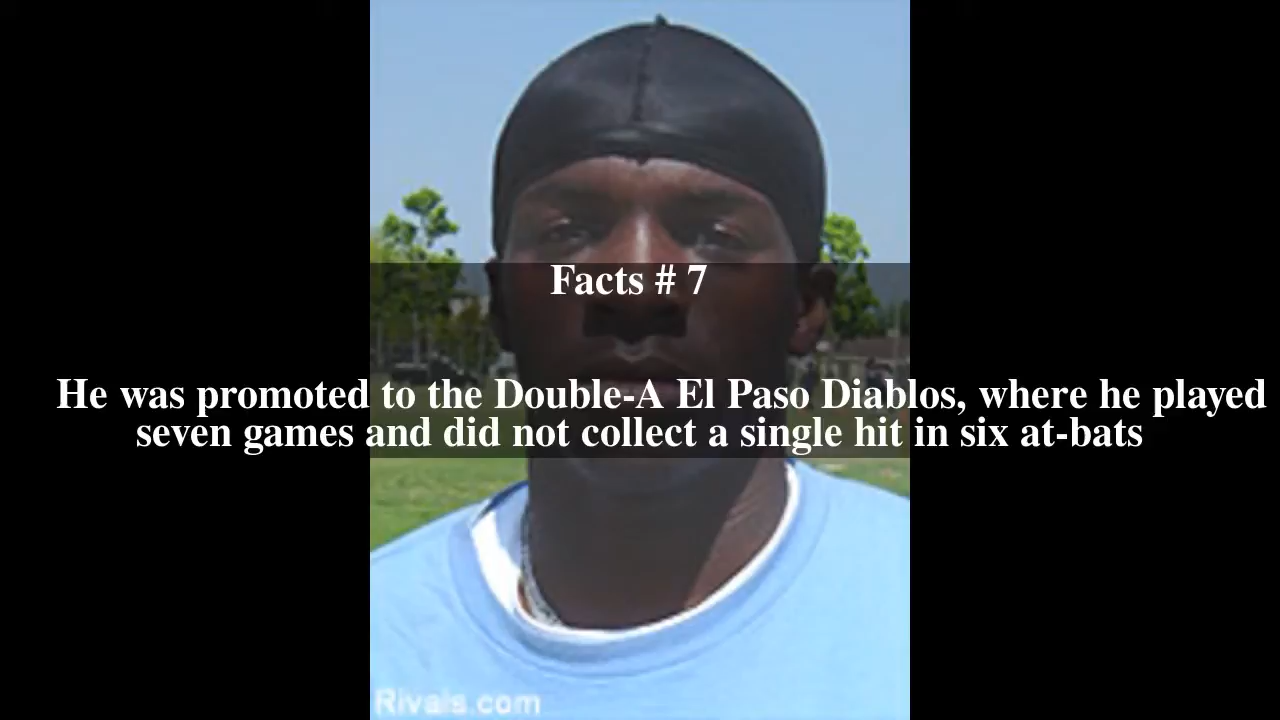 Facts # 7
He was promoted to the Double-A El Paso Diablos, where he played
seven games and did not collect a single hit in six at-bats
Rivals.com